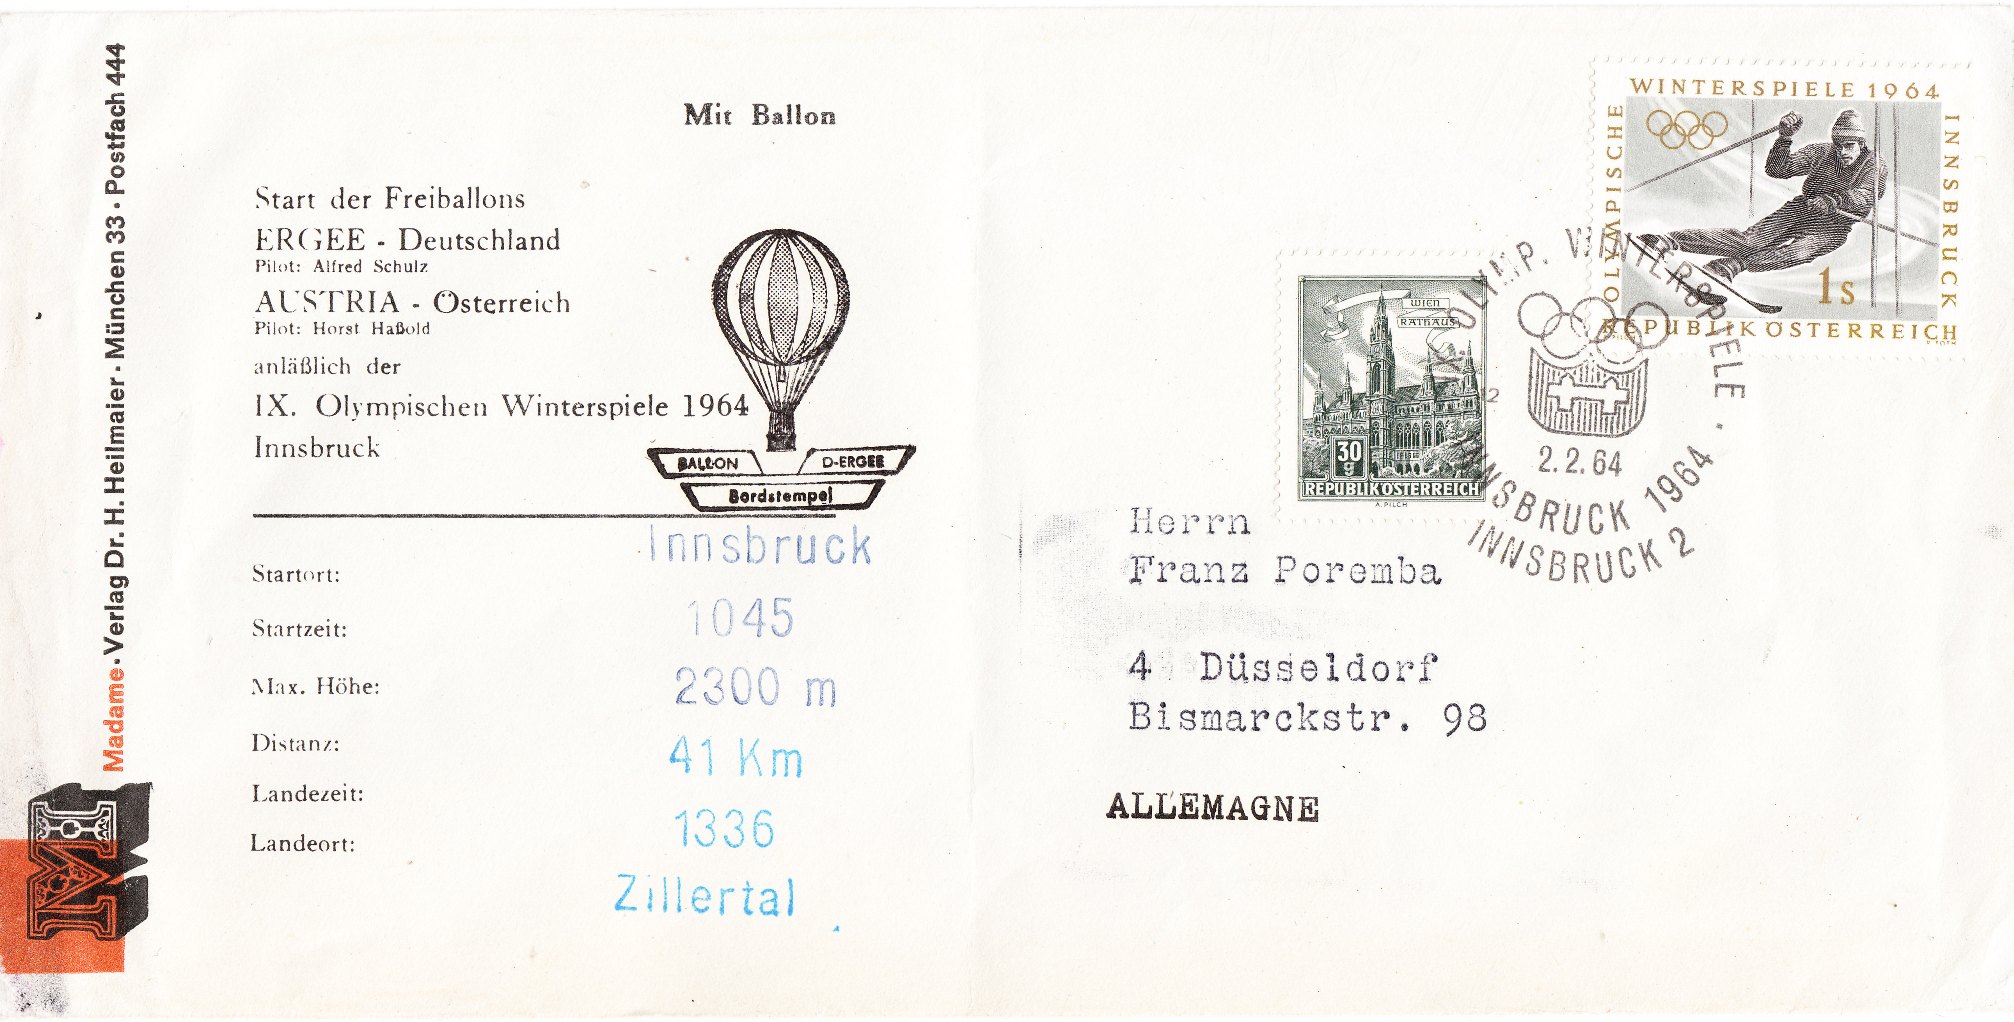 Madame · Verlag Dr. H. Heilmaier · München 33 · Postfach 444
M
Mit Ballon
Start der Freiballons
ERGEE - Deutschland
Pilot: Alfred Schulz
AUSTRIA - Österreich
Pilot: Horst Haßold
anläßlich der
IX. Olympischen Winterspiele 1964
Innsbruck
BALLON D-ERGEE
Bordstempel
Startort: Innsbruck
Startzeit: 1045
Max. Höhe: 2300 m
Distanz: 41 Km
Landezeit: 1336
Landeort: Zillertal
OLYMPISCHE
WINTERSPIELE 1964
INNSBRUCK
1s
REPUBLIK ÖSTERREICH
WIEN
RATHAUS
30
g
REPUBLIK ÖSTERREICH
A. PILCH
OLYMP. WINTERSPIELE ·
2.2.64
INNSBRUCK 1964
INNSBRUCK 2
Herrn
Franz Poremba
4 Düsseldorf
Bismarckstr. 98
ALLEMAGNE